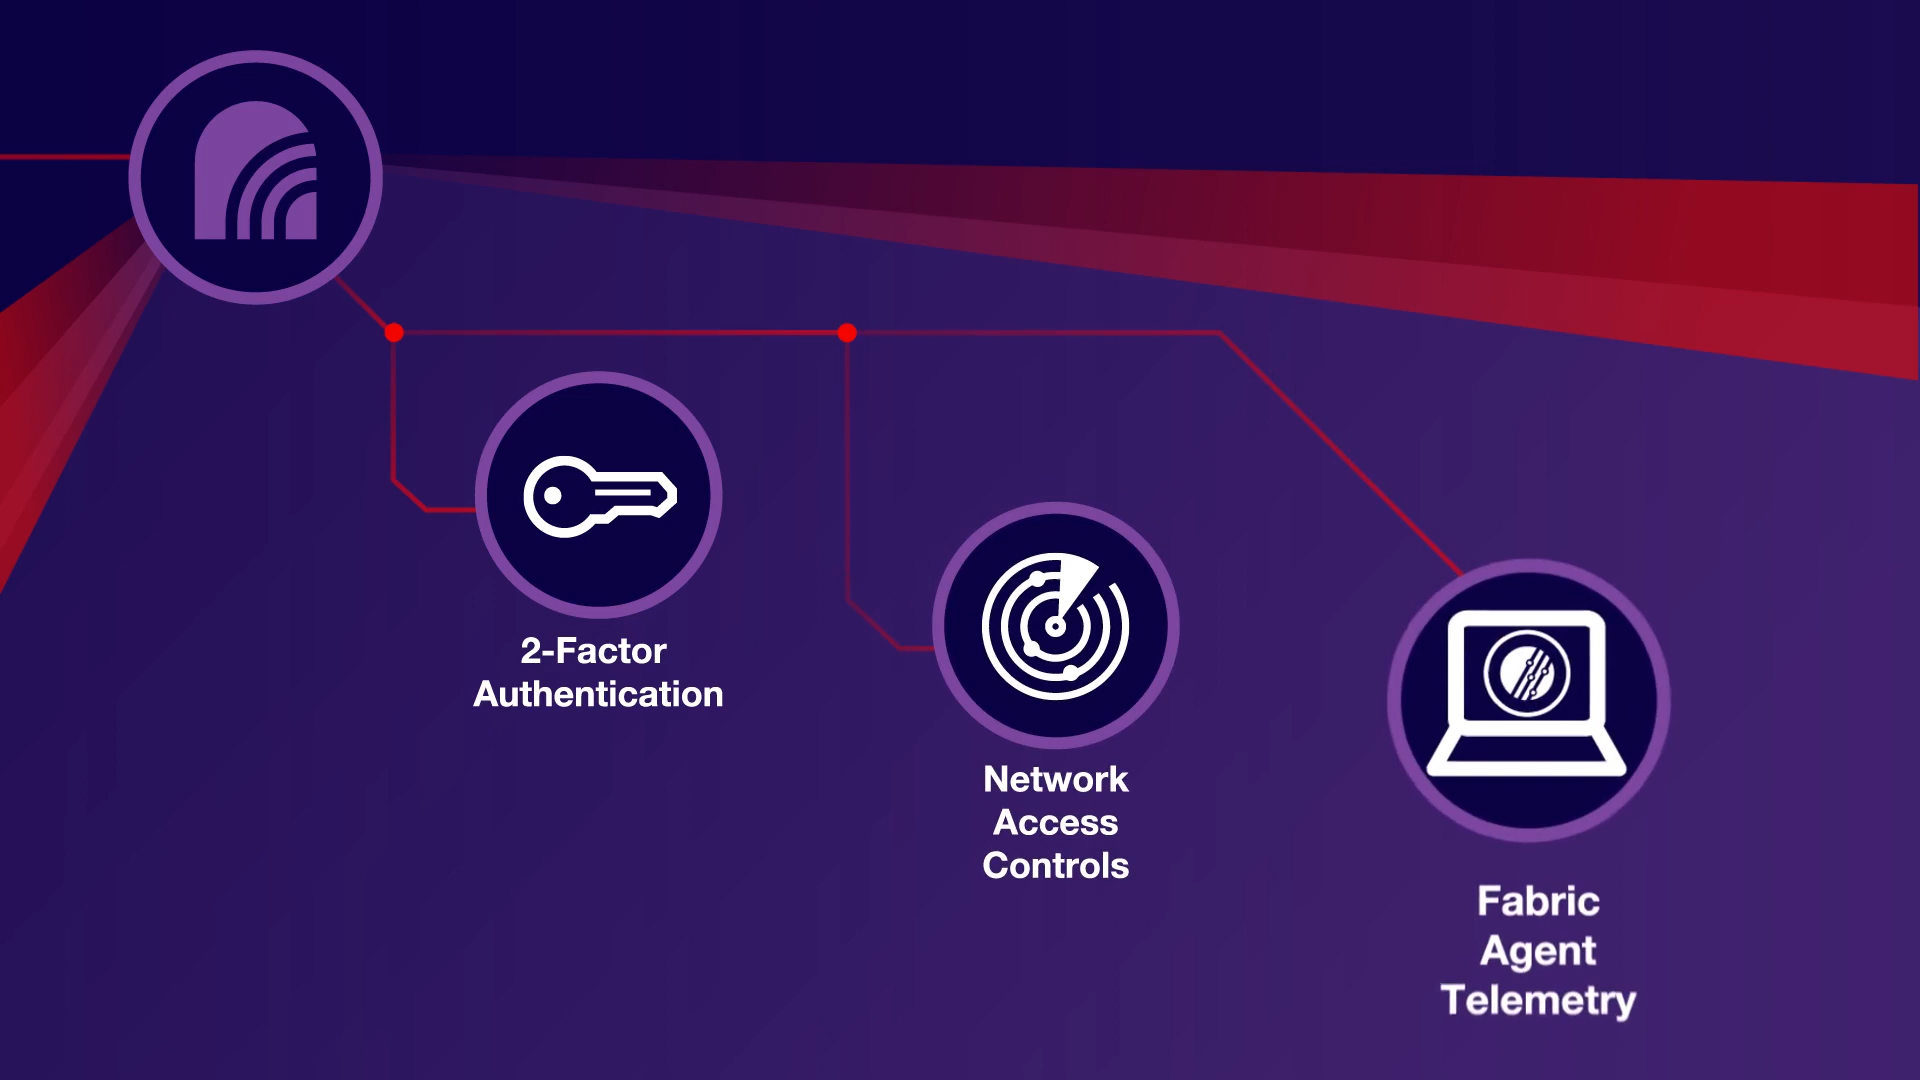 2-Factor
Authentication
Network
Access
Controls
Fabric
Agent
Telemetry